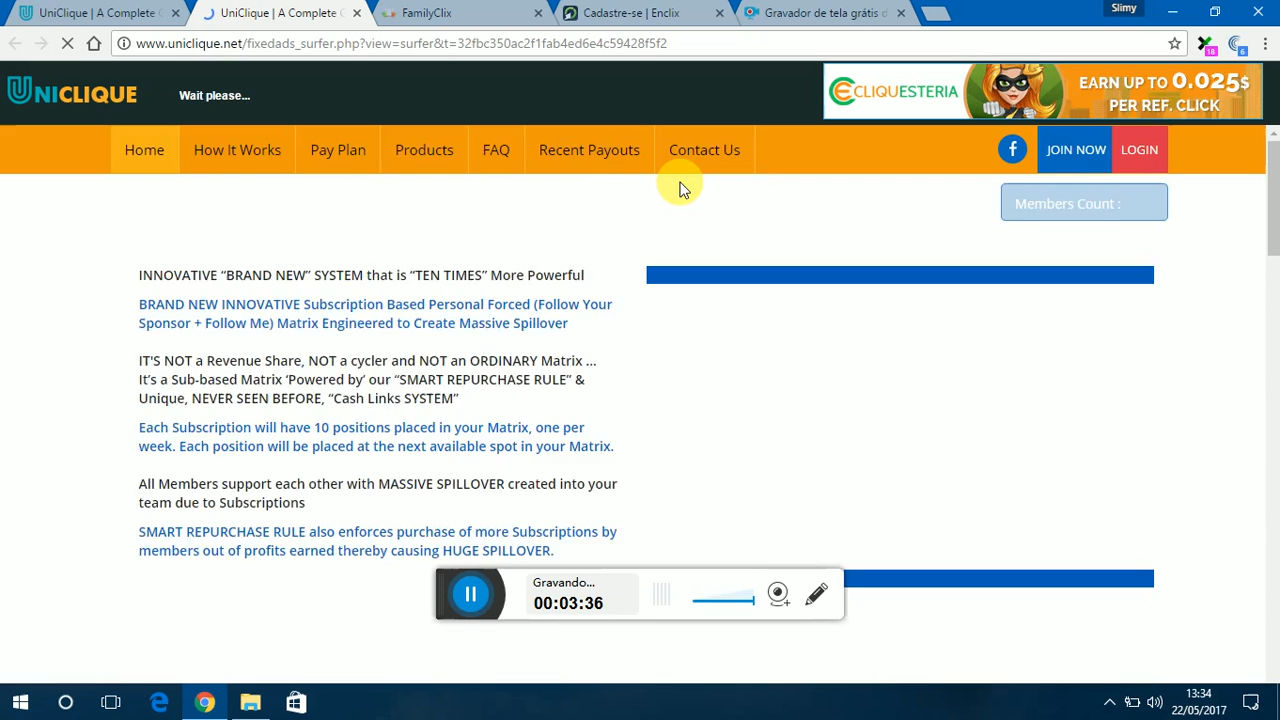 UniClique | A Complete G
UniClique | A Complete G
FamilyClix
Cadastre-se | Enclix
Gravador de tela grátis d
Slimy
www.uniclique.net/fixedads_surfer.php?view=surfer&t=32fbc350ac2f1fab4ed6e4c59428f5f2
18
6
UNICLIQUE
Wait please...
CLIQUESTERIA
EARN UP TO 0.025$
PER REF. CLICK
Home
How It Works
Pay Plan
Products
FAQ
Recent Payouts
Contact Us
f
JOIN NOW
LOGIN
Members Count :
INNOVATIVE “BRAND NEW” SYSTEM that is “TEN TIMES” More Powerful
BRAND NEW INNOVATIVE Subscription Based Personal Forced (Follow Your
Sponsor + Follow Me) Matrix Engineered to Create Massive Spillover
IT'S NOT a Revenue Share, NOT a cycler and NOT an ORDINARY Matrix ...
It’s a Sub-based Matrix ‘Powered by’ our “SMART REPURCHASE RULE” &
Unique, NEVER SEEN BEFORE, “Cash Links SYSTEM”
Each Subscription will have 10 positions placed in your Matrix, one per
week. Each position will be placed at the next available spot in your Matrix.
All Members support each other with MASSIVE SPILLOVER created into your
team due to Subscriptions
SMART REPURCHASE RULE also enforces purchase of more Subscriptions by
members out of profits earned thereby causing HUGE SPILLOVER.
Gravando...
00:03:36
13:34
22/05/2017